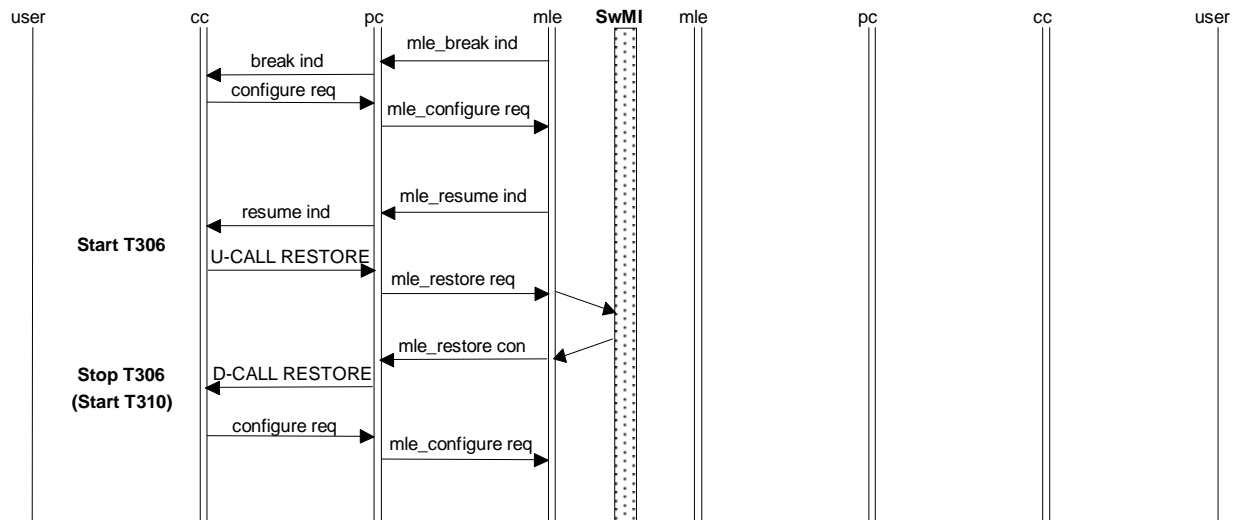 user cc pc mle SwMI mle pc cc user
mle_break ind
break ind
configure req
mle_configure req
mle_resume ind
resume ind
Start T306
U-CALL RESTORE
mle_restore req
mle_restore con
Stop T306 D-CALL RESTORE
(Start T310)
configure req
mle_configure req